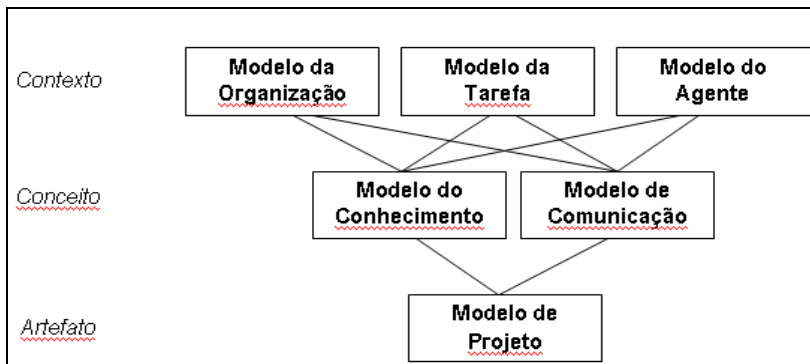 Contexto
Modelo da
Organização
Modelo da
Tarefa
Modelo do
Agente
Conceito
Modelo do
Conhecimento
Modelo de
Comunicação
Artefato
Modelo de
Projeto